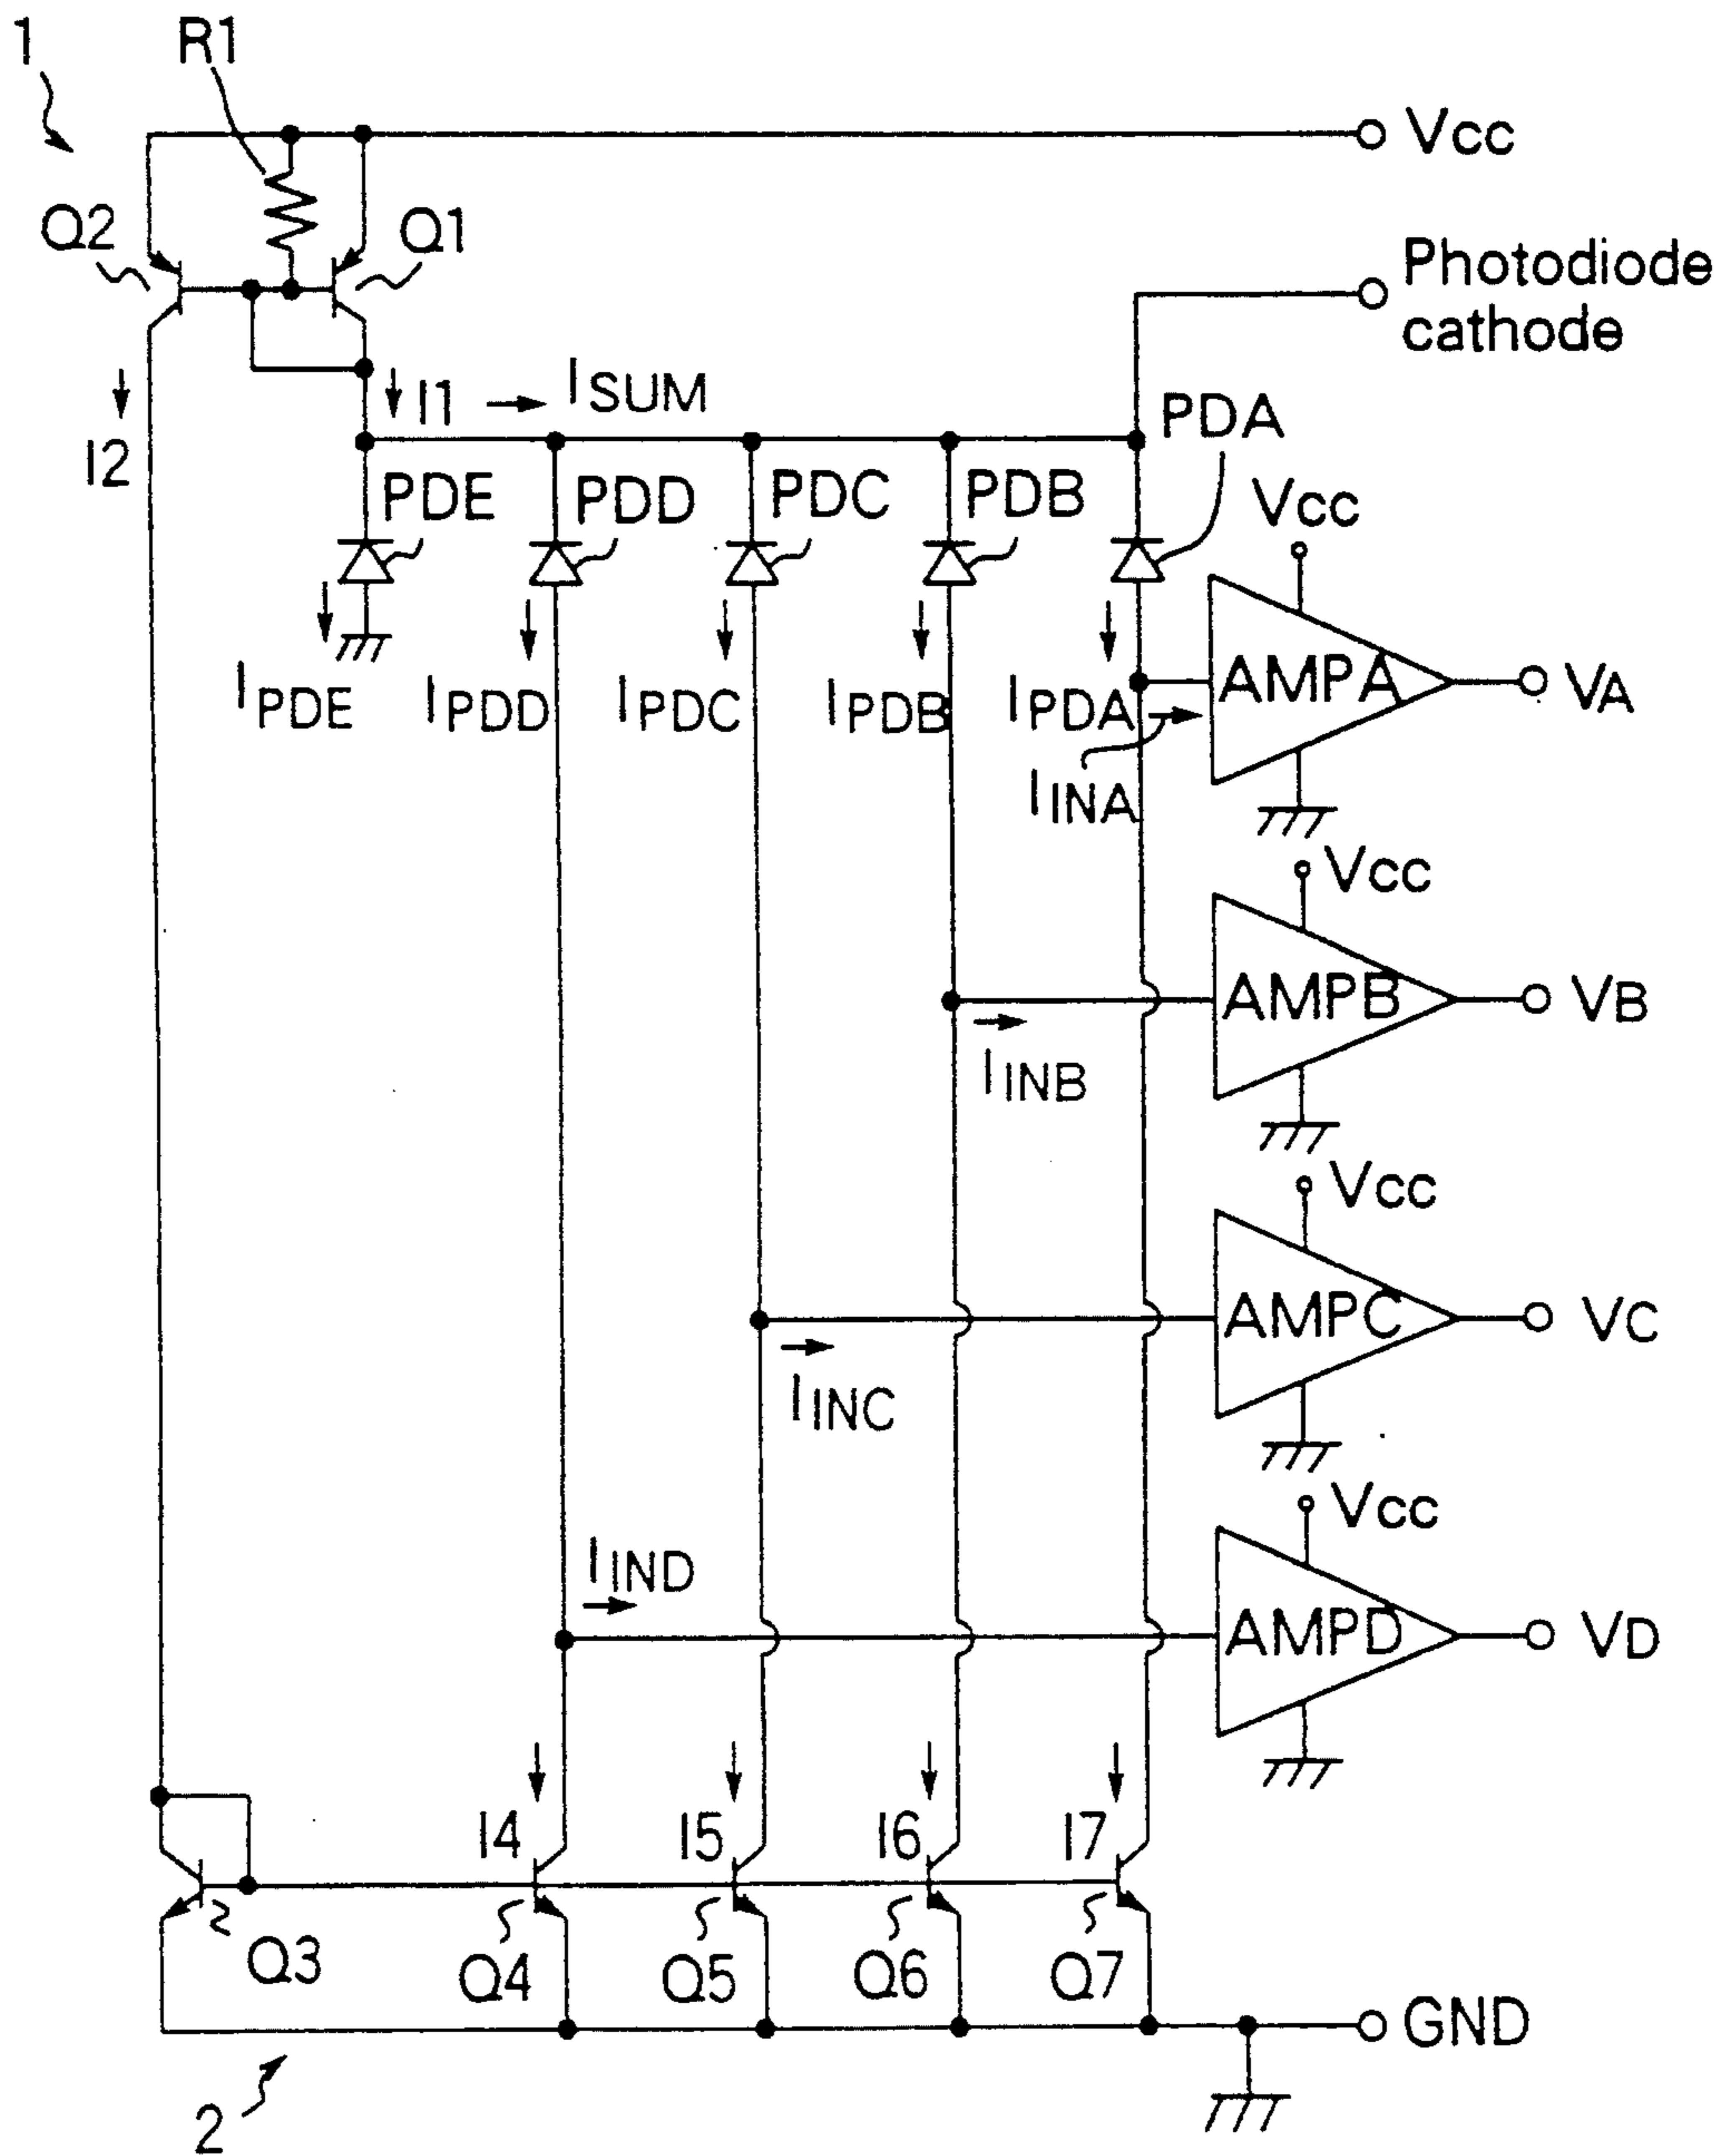 1
R1
Vcc
Q2
Q1
Photodiode
cathode
I1
ISUM
I2
PDA
PDE
PDD
PDC
PDB
Vcc
AMPA
VA
IPDE
IPDD
IPDC
IPDB
IPDA
IINA
Vcc
AMPB
VB
IINB
Vcc
AMPC
VC
IINC
Vcc
IIND
AMPD
VD
I4
I5
I6
I7
Q3
Q4
Q5
Q6
Q7
GND
2